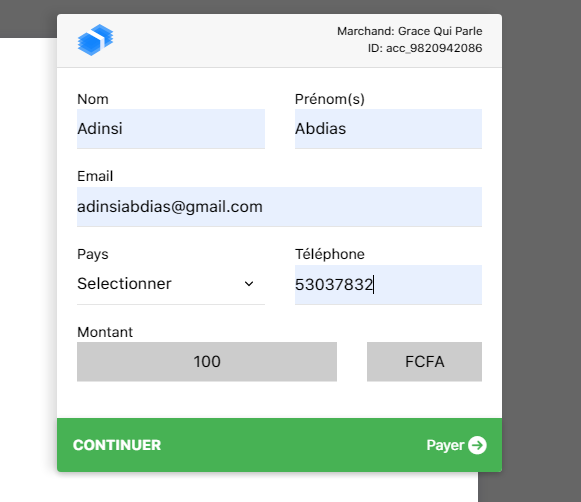 Marchand: Grace Qui Parle
ID: acc_9820942086
Nom Prénom(s)
Adinsi Abdias
Email
adinsiabdias@gmail.com
Pays Téléphone
Selectionner 53037832
Montant
100 FCFA
CONTINUER Payer